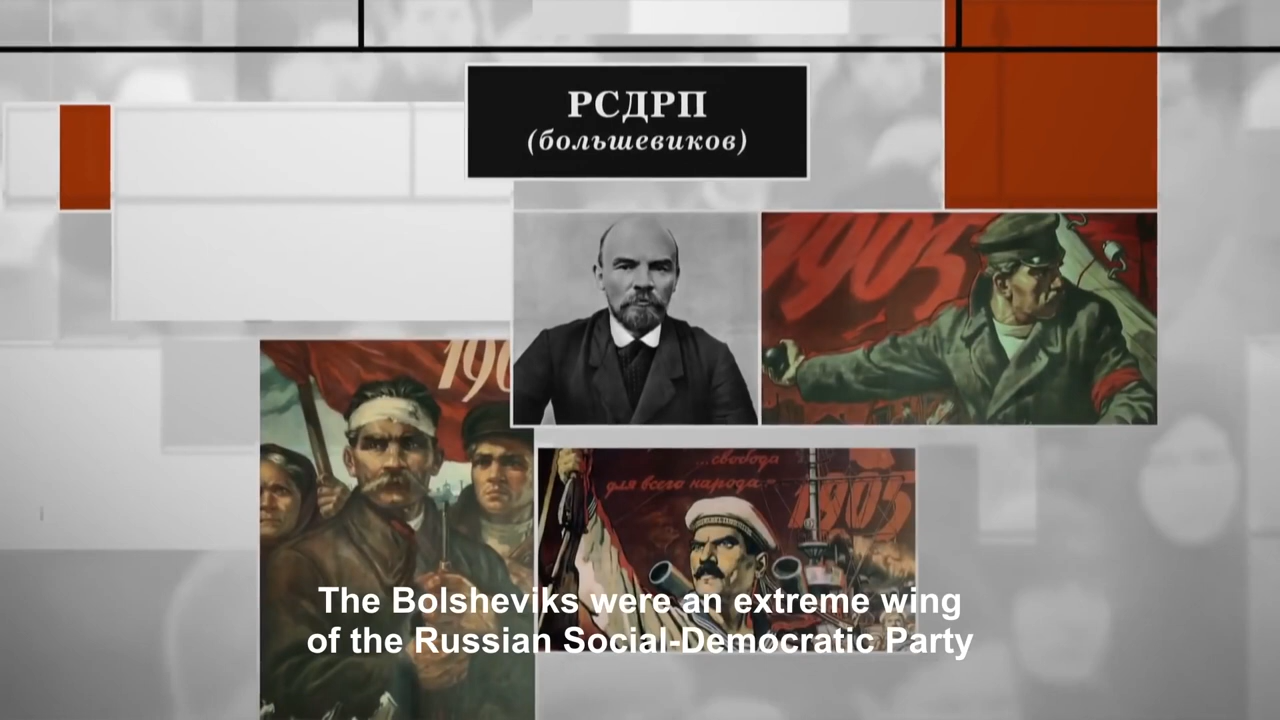 РСДРП
(большевиков)
1905
190
...свобода
для всего народа-
1905
The Bolsheviks were an extreme wing
of the Russian Social-Democratic Party